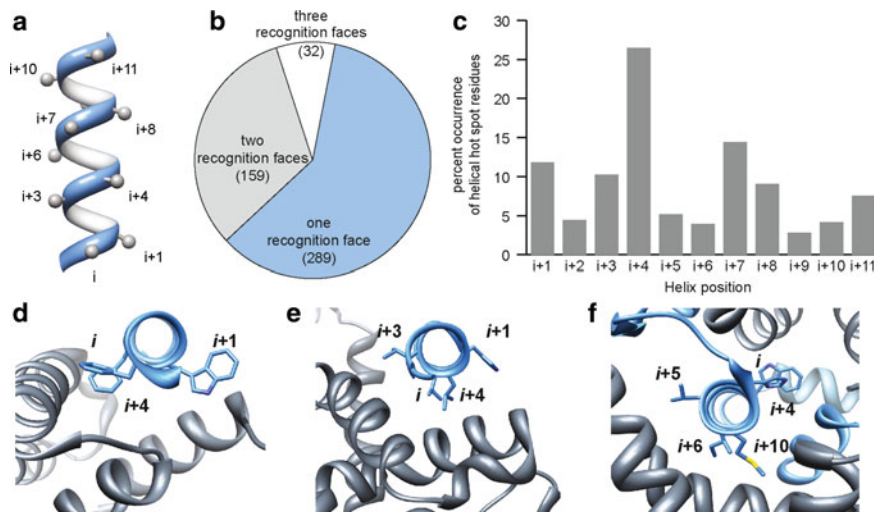 a
i+10
i+11
i+7
i+8
i+6
i+3
i+4
i+1
i
b
three
recognition faces
(32)
two
recognition faces
(159)
one
recognition face
(289)
c
percent occurrence
of helical hot spot residues
30
25
20
15
10
5
0
i+1 i+2 i+3 i+4 i+5 i+6 i+7 i+8 i+9 i+10 i+11
Helix position
d
i
i+1
i+4
e
i+3
i+1
i
i+4
f
i
i+5
i+4
i+6
i+10